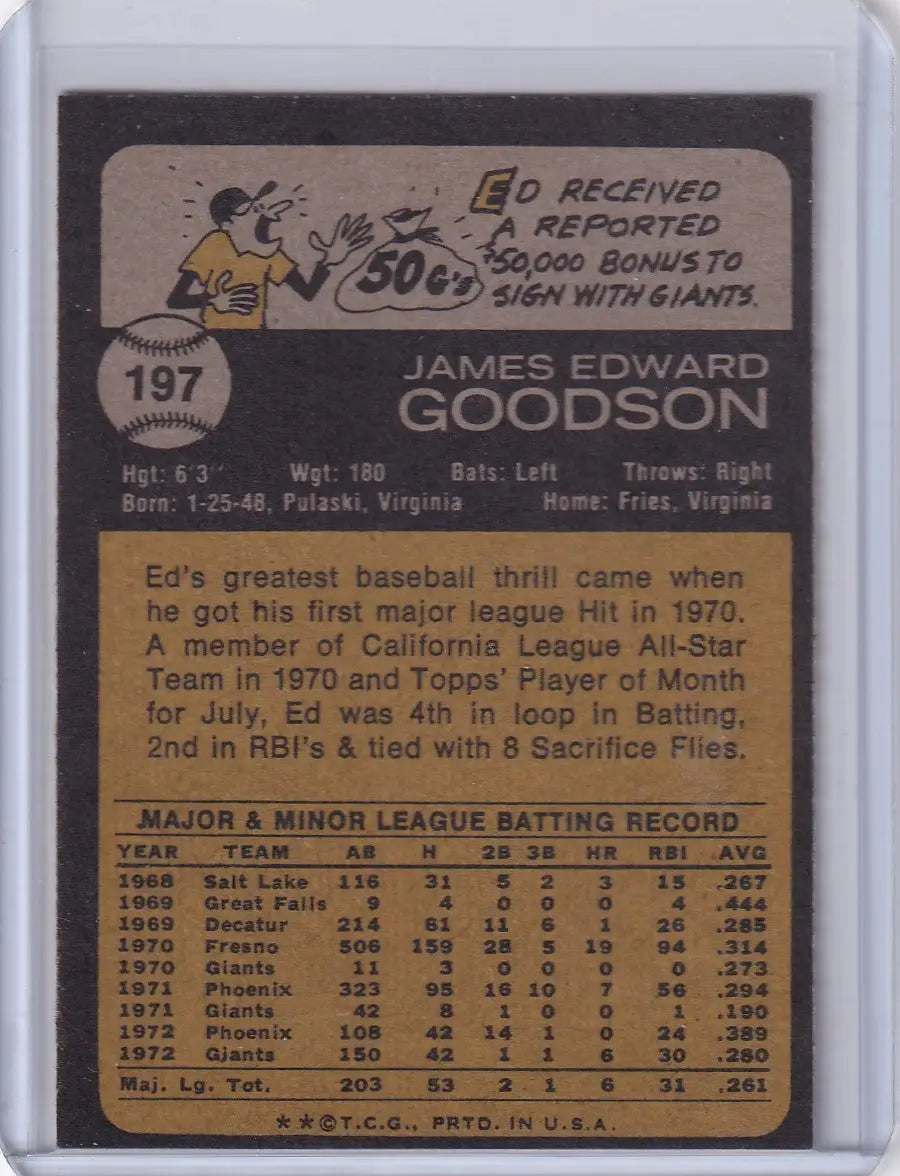 ED RECEIVED
A REPORTED
$50,000 BONUS TO
SIGN WITH GIANTS.
50 G's
197
JAMES EDWARD
GOODSON
Hgt: 6'3" Wgt: 180 Bats: Left Throws: Right
Born: 1-25-48, Pulaski, Virginia Home: Fries, Virginia
Ed's greatest baseball thrill came when
he got his first major league Hit in 1970.
A member of California League All-Star
Team in 1970 and Topps' Player of Month
for July, Ed was 4th in loop in Batting,
2nd in RBI's & tied with 8 Sacrifice Flies.
MAJOR & MINOR LEAGUE BATTING RECORD
YEAR TEAM AB H 2B 3B HR RBI AVG
1968 Salt Lake 116 31 5 2 3 15 .267
1969 Great Falls 9 4 0 0 0 4 .444
1969 Decatur 214 61 11 6 1 26 .285
1970 Fresno 506 159 28 5 19 94 .314
1970 Giants 11 3 0 0 0 0 .273
1971 Phoenix 323 95 16 10 7 56 .294
1971 Giants 42 8 1 0 0 1 .190
1972 Phoenix 108 42 14 1 0 24 .389
1972 Giants 150 42 1 1 6 30 .280
Maj. Lg. Tot. 203 53 2 1 6 31 .261
**©T.C.G., PRTD. IN U.S.A.